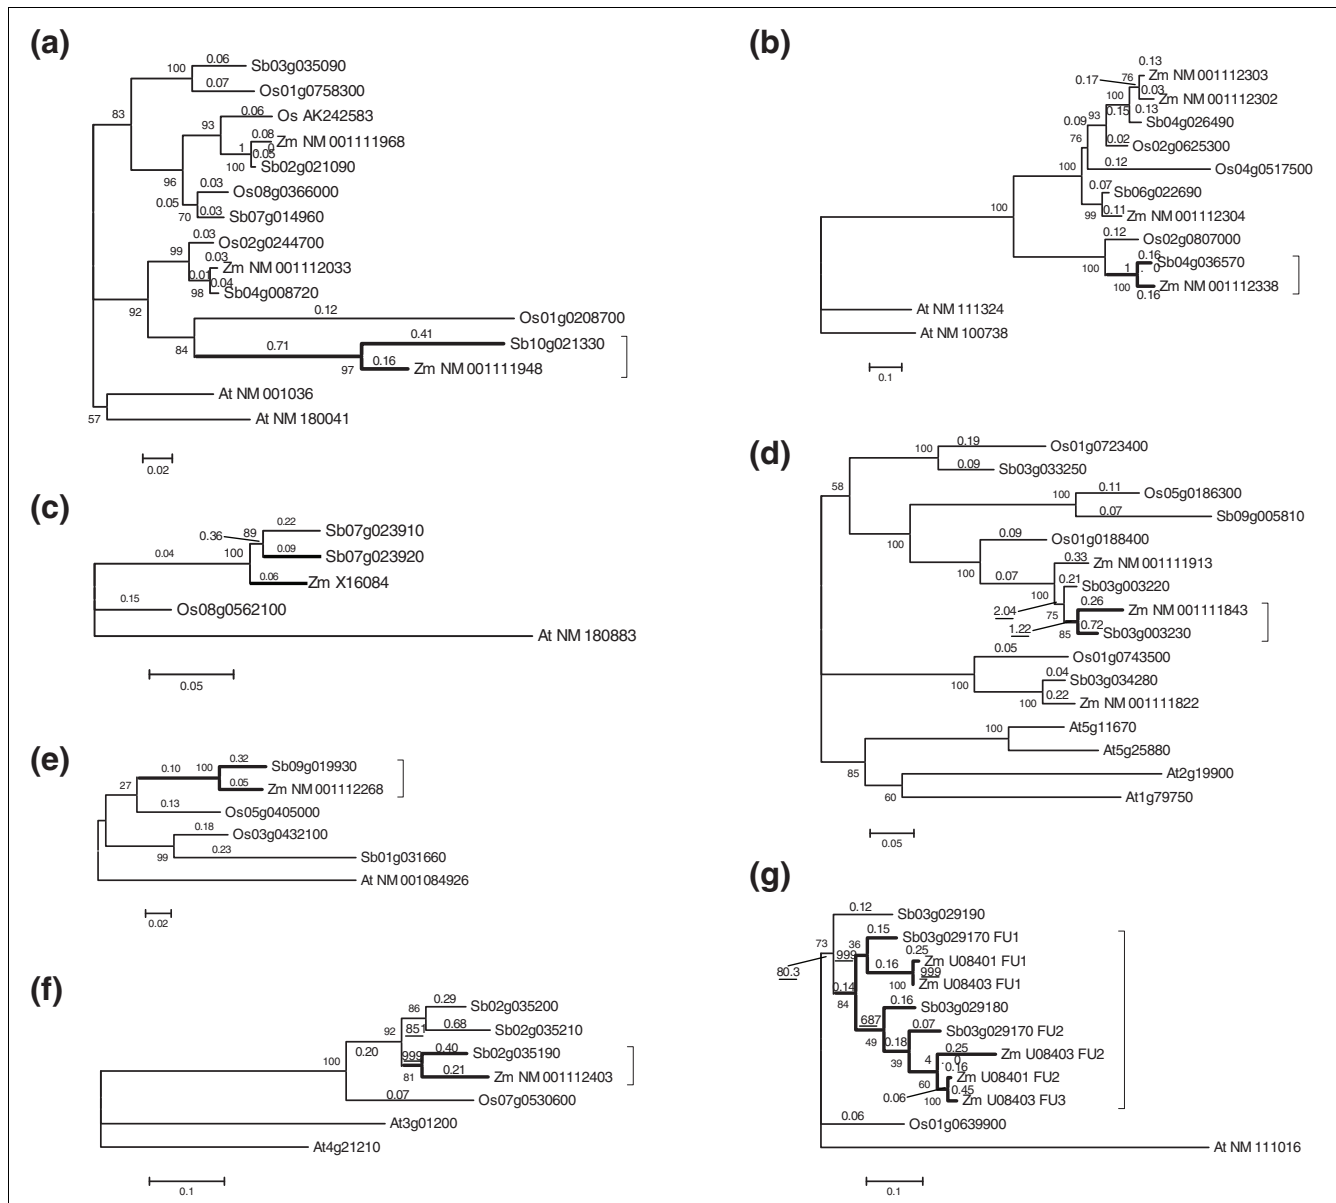 (a)
0.06
100
Sb03g035090
0.07
Os01g0758300
83
0.06
Os AK242583
93
0.08
Zm NM 001111968
1
0
0.05
100
Sb02g021090
96
0.03
Os08g0366000
0.05
0.03
70
Sb07g014960
0.03
Os02g0244700
99
0.03
Zm NM 001112033
0.01
0.04
98
Sb04g008720
92
0.12
Os01g0208700
84
0.71
0.41
Sb10g021330
97
0.16
Zm NM 001111948
At NM 001036
57
At NM 180041
0.02
(b)
0.13
0.17
76
Zm NM 001112303
0.03
Zm NM 001112302
100
0.15
0.13
Sb04g026490
0.09
93
0.02
Os02g0625300
76
0.12
Os04g0517500
100
0.07
Sb06g022690
99
0.11
Zm NM 001112304
100
0.12
Os02g0807000
100
0.16
Sb04g036570
1
0
100
0.16
Zm NM 001112338
At NM 111324
At NM 100738
0.1
(c)
0.22
Sb07g023910
0.36
89
0.09
Sb07g023920
0.04
100
0.06
Zm X16084
0.15
Os08g0562100
At NM 180883
0.05
(d)
0.19
Os01g0723400
100
0.09
Sb03g033250
58
0.11
Os05g0186300
100
0.07
Sb09g005810
100
0.09
Os01g0188400
100
0.07
0.33
Zm NM 001111913
100
0.21
Sb03g003220
2.04
75
0.26
Zm NM 001111843
1.22
85
0.72
Sb03g003230
0.05
Os01g0743500
100
0.04
Sb03g034280
100
0.22
Zm NM 001111822
100
At5g11670
At5g25880
85
At2g19900
60
At1g79750
0.05
(e)
0.10
100
0.32
Sb09g019930
27
0.05
Zm NM 001112268
0.13
Os05g0405000
0.18
Os03g0432100
99
0.23
Sb01g031660
At NM 001084926
0.02
(f)
0.29
86
Sb02g035200
92
851
0.68
Sb02g035210
0.20
999
0.40
Sb02g035190
100
81
0.21
Zm NM 001112403
0.07
Os07g0530600
At3g01200
At4g21210
0.1
(g)
0.12
Sb03g029190
73
0.15
Sb03g029170 FU1
36
0.25
999
0.16
Zm U08401 FU1
999
80.3
100
Zm U08403 FU1
0.14
84
0.16
Sb03g029180
687
0.07
Sb03g029170 FU2
49
0.18
0.25
Zm U08403 FU2
39
4
0
0.16
Zm U08401 FU2
60
0.45
0.06
100
Zm U08403 FU3
0.06
Os01g0639900
At NM 111016
0.1